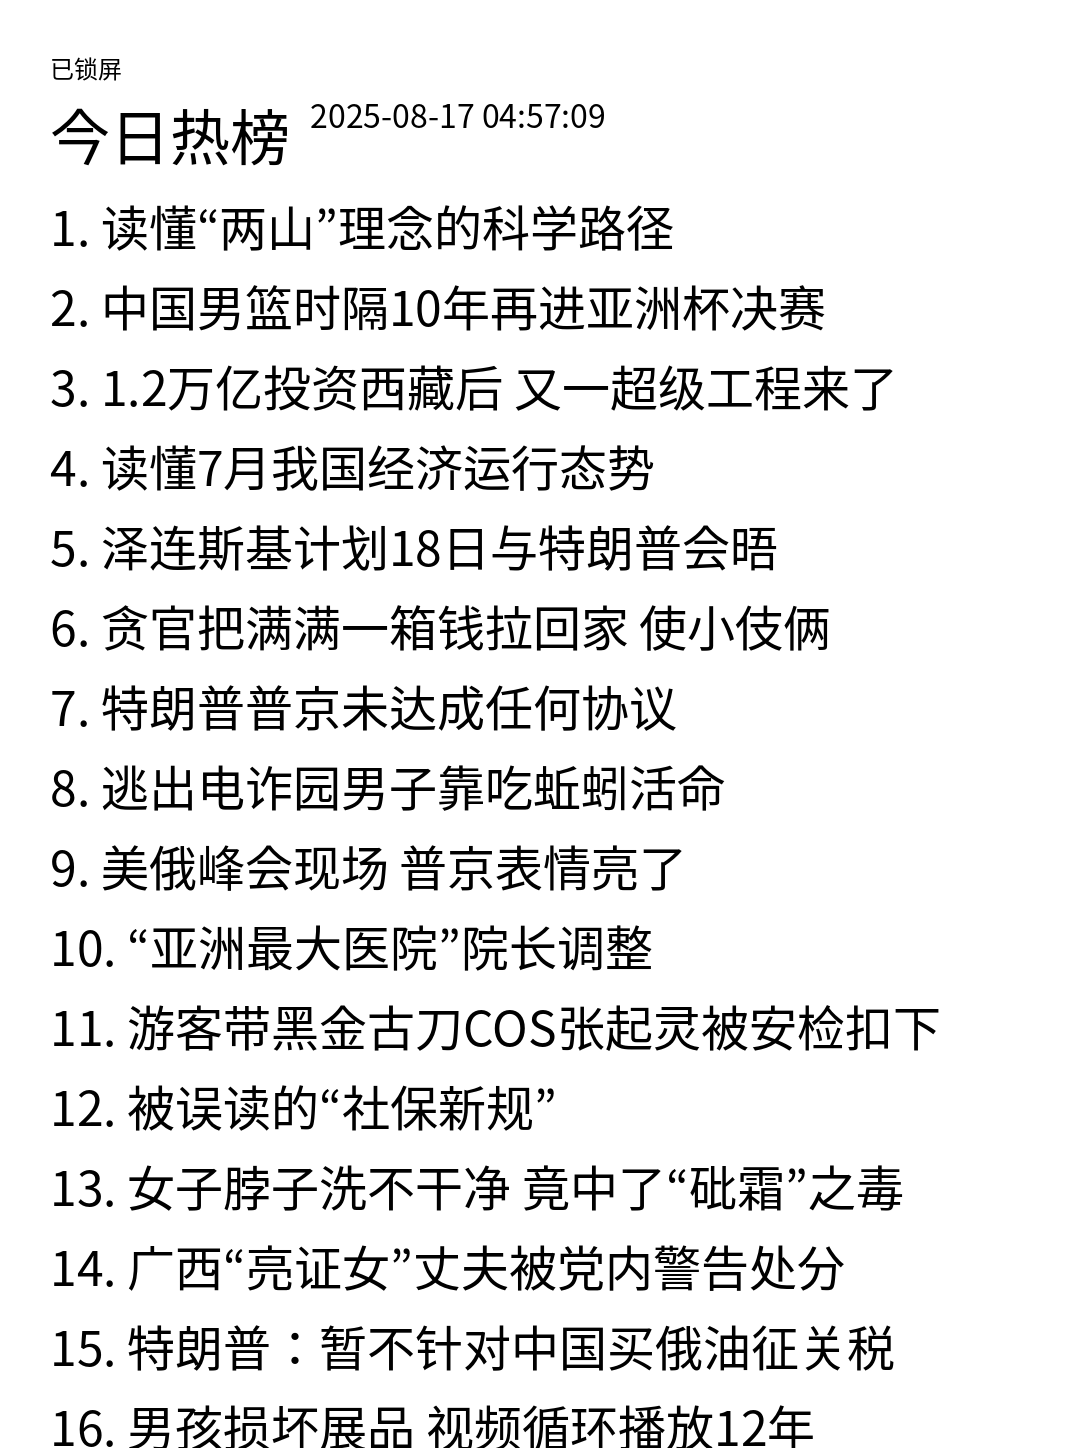 已锁屏
今日热榜 2025-08-17 04:57:09
1. 读懂“两山”理念的科学路径
2. 中国男篮时隔10年再进亚洲杯决赛
3. 1.2万亿投资西藏后 又一超级工程来了
4. 读懂7月我国经济运行态势
5. 泽连斯基计划18日与特朗普会晤
6. 贪官把满满一箱钱拉回家 使小伎俩
7. 特朗普普京未达成任何协议
8. 逃出电诈园男子靠吃蚯蚓活命
9. 美俄峰会现场 普京表情亮了
10. “亚洲最大医院”院长调整
11. 游客带黑金古刀COS张起灵被安检扣下
12. 被误读的“社保新规”
13. 女子脖子洗不干净 竟中了“砒霜”之毒
14. 广西“亮证女”丈夫被党内警告处分
15. 特朗普：暂不针对中国买俄油征关税
16. 男孩损坏展品 视频循环播放12年